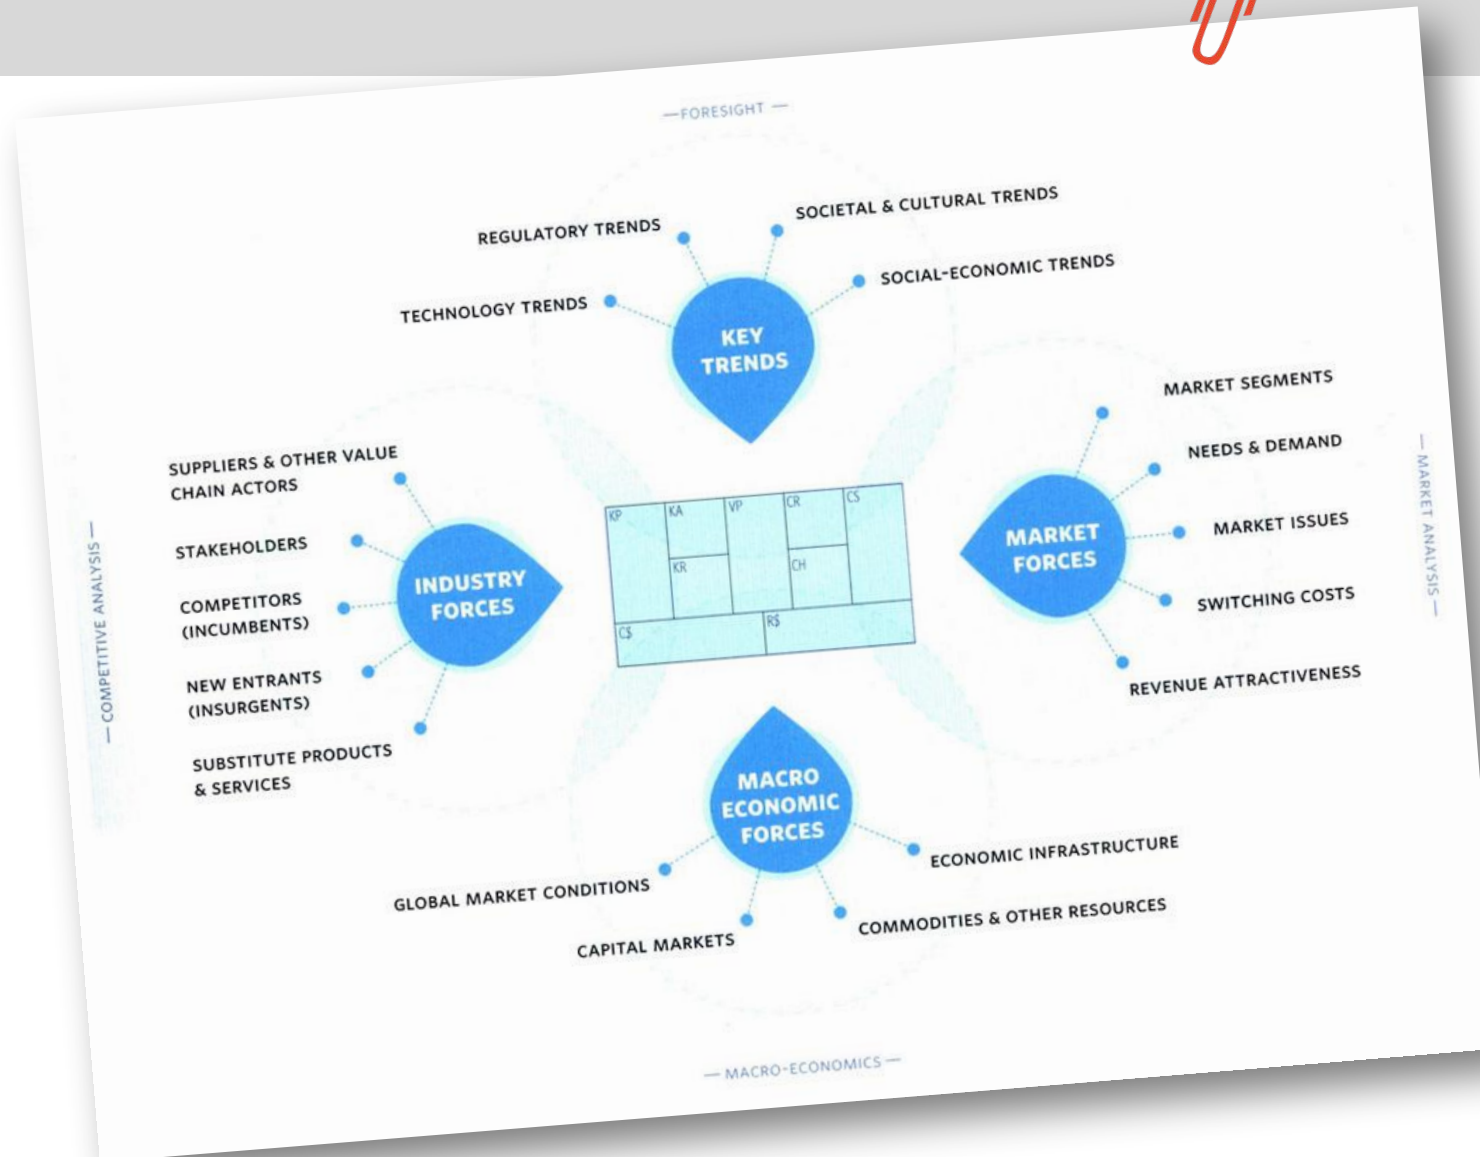 — FORESIGHT —
REGULATORY TRENDS
SOCIETAL & CULTURAL TRENDS
TECHNOLOGY TRENDS
SOCIAL-ECONOMIC TRENDS
KEY
TRENDS
— COMPETITIVE ANALYSIS —
SUPPLIERS & OTHER VALUE
CHAIN ACTORS
STAKEHOLDERS
COMPETITORS
(INCUMBENTS)
NEW ENTRANTS
(INSURGENTS)
SUBSTITUTE PRODUCTS
& SERVICES
INDUSTRY
FORCES
KP
KA
VP
CR
CS
KR
CH
C$
R$
MARKET
FORCES
MARKET SEGMENTS
NEEDS & DEMAND
MARKET ISSUES
SWITCHING COSTS
REVENUE ATTRACTIVENESS
— MARKET ANALYSIS —
MACRO
ECONOMIC
FORCES
GLOBAL MARKET CONDITIONS
CAPITAL MARKETS
ECONOMIC INFRASTRUCTURE
COMMODITIES & OTHER RESOURCES
— MACRO-ECONOMICS —